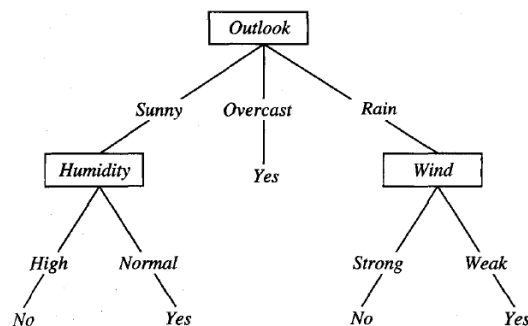 Outlook
Sunny Overcast Rain
Humidity Yes Wind
High Normal Strong Weak
No Yes No Yes